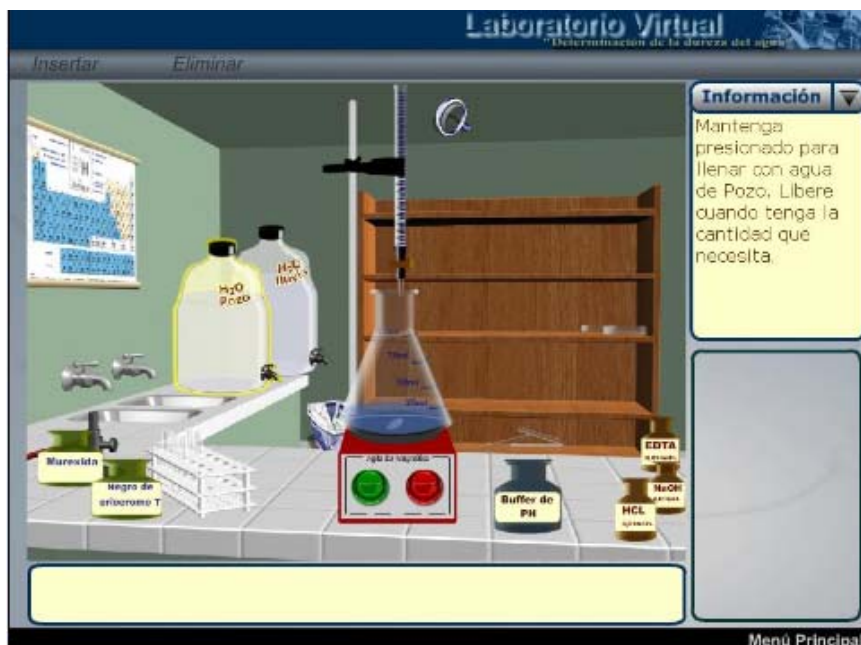 Laboratorio Virtual
"Determinacion de la dureza del agua
Insertar Eliminar
Información
Mantenga
presionado para
llenar con agua
de Pozo. Libere
cuando tenga la
cantidad que
necesita.
H2O
Pozo
H2O
Murexida
Negro de
eriocromo T
Buffer de
PH
EDTA
NaOH
HCL
Menú Principal